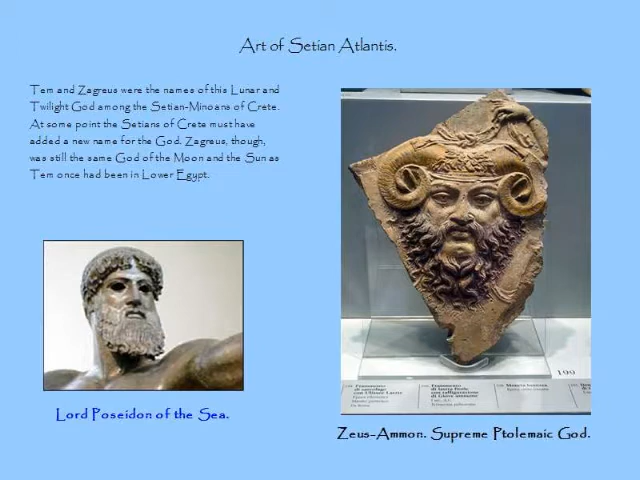 Art of Setian Atlantis.
Tem and Zagreus were the names of this Lunar and
Twilight God among the Setian-Minoans of Crete.
At some point the Setians of Crete must have
added a new name for the God. Zagreus, though,
was still the same God of the Moon and the Sun as
Tem once had been in Lower Egypt.
Lord Poseidon of the Sea.
100
Zeus-Ammon. Supreme Ptolemaic God.